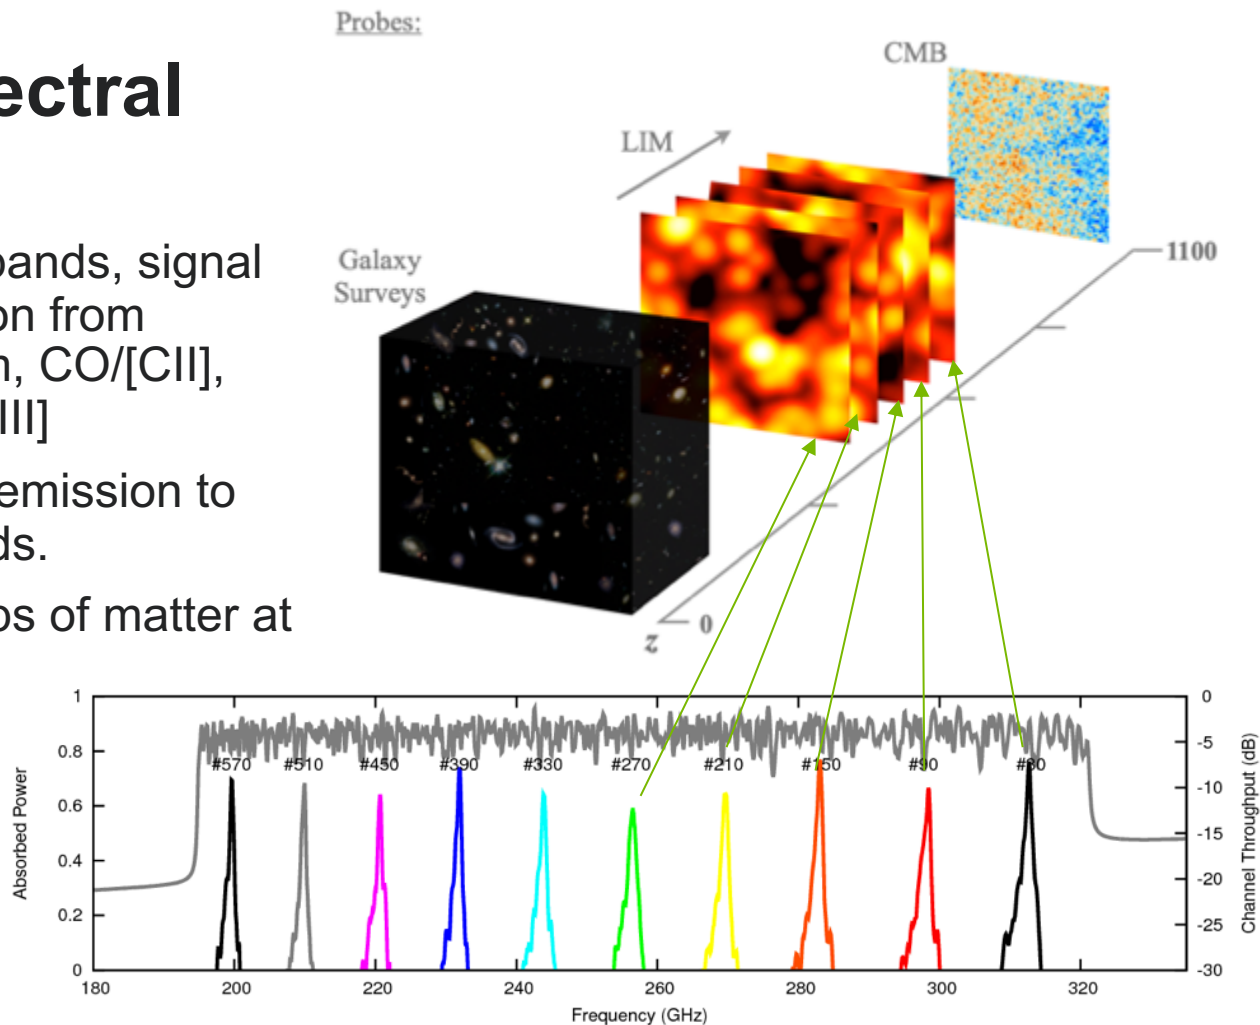 Probes:
ectral
CMB
LIM
bands, signal
on from
n, CO/[CII],
III]
Galaxy
Surveys
1100
emission to
ds.
os of matter at
0
z
1
0.8
0.6
0.4
0.2
0
Absorbed Power
#570 #510 #450 #390 #330 #270 #210 #150 #90 #30
0
-5
-10
-15
-20
-25
-30
Channel Throughput (dB)
180 200 220 240 260 280 300 320
Frequency (GHz)